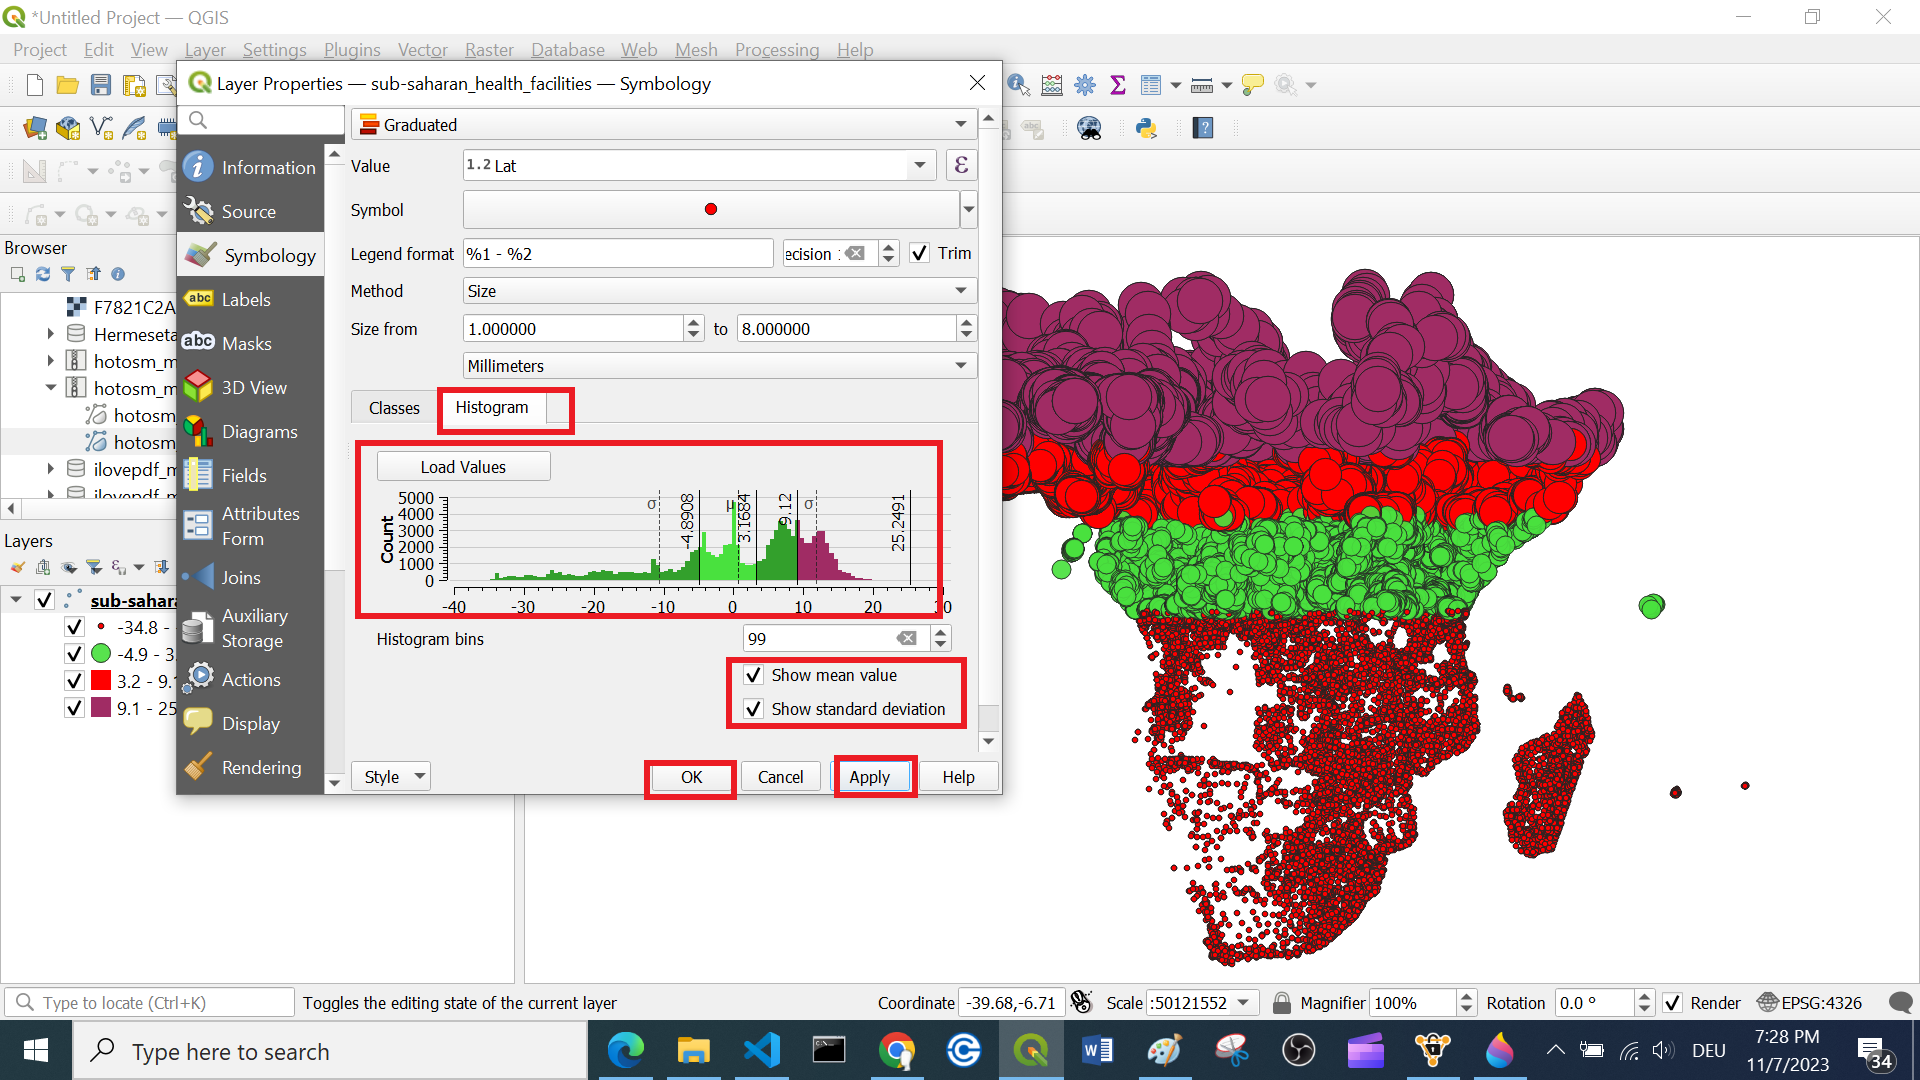 *Untitled Project — QGIS
Project Edit View Layer Settings Plugins Vector Raster Database Web Mesh Processing Help
Layer Properties — sub-saharan_health_facilities — Symbology
Information
Source
Symbology
Labels
Masks
3D View
Diagrams
Fields
Attributes
Form
Joins
Auxiliary
Storage
Actions
Display
Rendering
Graduated
Value 1.2 Lat
Symbol
Legend format %1 - %2 ecision Trim
Method Size
Size from 1.000000 to 8.000000
Millimeters
Classes Histogram
Load Values
5000
4000
3000
2000
1000
0
Count
σ -4.8908 μ 3.1684 9.12 σ 25.2491
-40 -30 -20 -10 0 10 20 30
Histogram bins 99
Show mean value
Show standard deviation
Style OK Cancel Apply Help
Browser
F7821C2A
Hermeseta
hotosm_m
hotosm_m
hotosm
hotosm
ilovepdf_m
ilovepdf_m
Layers
sub-sahara
-34.8 -
-4.9 - 3
3.2 - 9.1
9.1 - 25
Type to locate (Ctrl+K) Toggles the editing state of the current layer Coordinate -39.68,-6.71 Scale :50121552 Magnifier 100% Rotation 0.0 ° Render EPSG:4326
Type here to search DEU 7:28 PM
11/7/2023
34